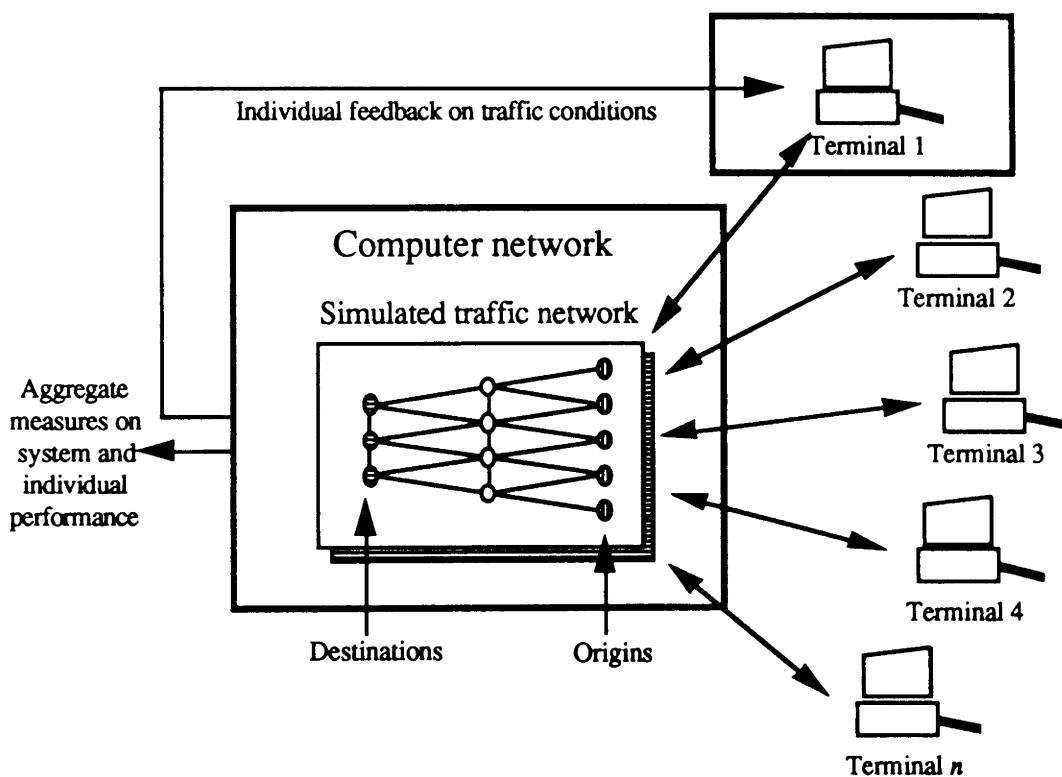 Individual feedback on traffic conditions
Terminal 1
Computer network
Simulated traffic network
Terminal 2
Aggregate
measures on
system and
individual
performance
Terminal 3
Terminal 4
Destinations
Origins
Terminal n